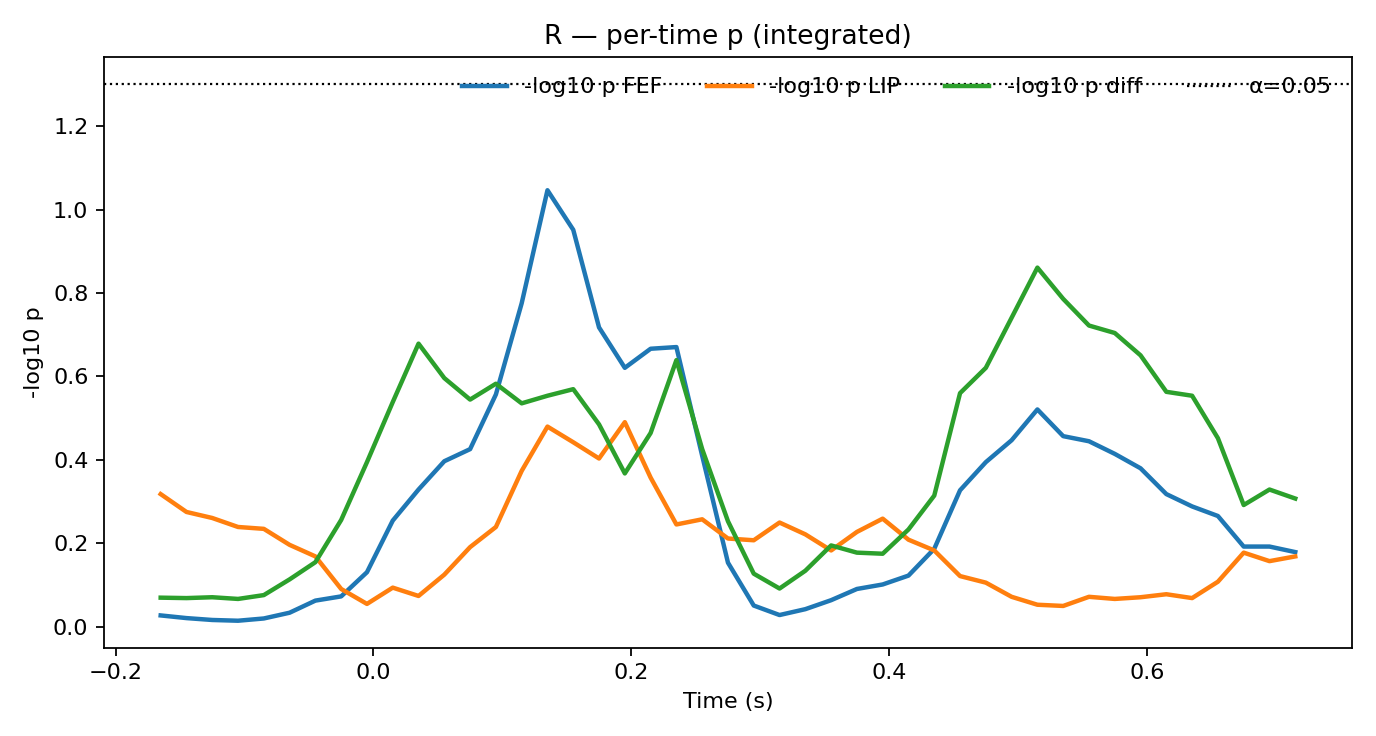 R — per-time p (integrated)
-log10 p FEF -log10 p LIP -log10 p diff α=0.05
1.2
1.0
0.8
0.6
0.4
0.2
0.0
-log10 p
−0.2 0.0 0.2 0.4 0.6
Time (s)